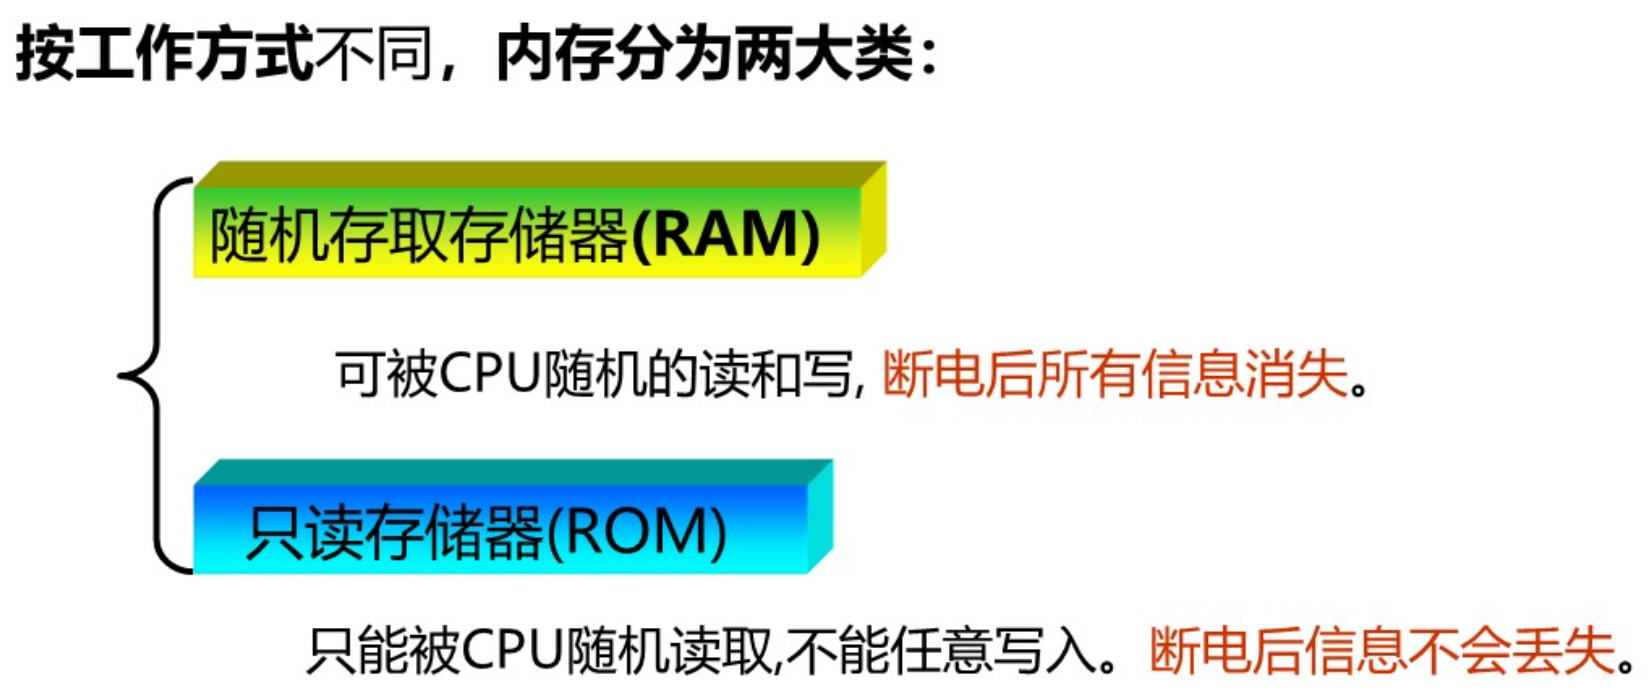 按工作方式不同，内存分为两大类：
随机存取存储器(RAM)
可被CPU随机的读和写, 断电后所有信息消失。
只读存储器(ROM)
只能被CPU随机读取,不能任意写入。断电后信息不会丢失。